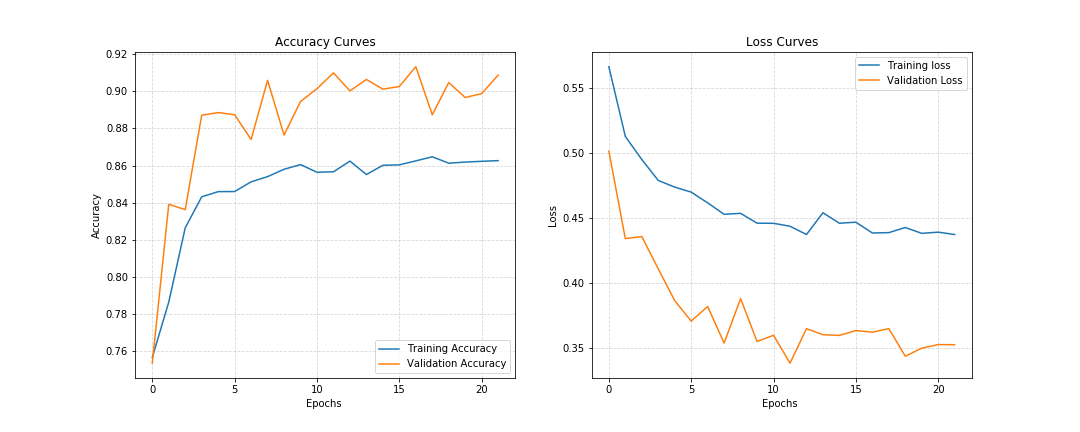 Accuracy Curves
0.92
0.90
0.88
0.86
0.84
0.82
0.80
0.78
0.76
Accuracy
0
5
10
15
20
Epochs
Training Accuracy
Validation Accuracy
Loss Curves
0.55
0.50
0.45
0.40
0.35
Loss
0
5
10
15
20
Epochs
Training loss
Validation Loss